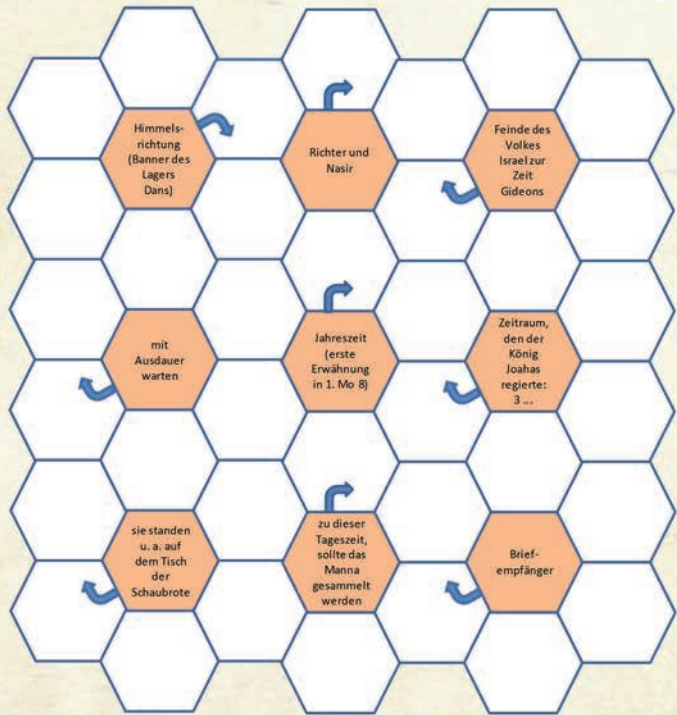 Himmels-
richtung
(Banner des
Lagers
Dans)
Richter und
Nasir
Feinde des
Volkes
Israel zur
Zeit
Gideons
mit
Ausdauer
warten
Jahreszeit
(erste
Erwähnung
in 1. Mo 8)
Zeitraum,
den der
König
Joahas
regierte:
3 ...
sie standen
u. a. auf
dem Tisch
der
Schaubrote
zu dieser
Tageszeit,
sollte das
Manna
gesammelt
werden
Brief-
empfänger